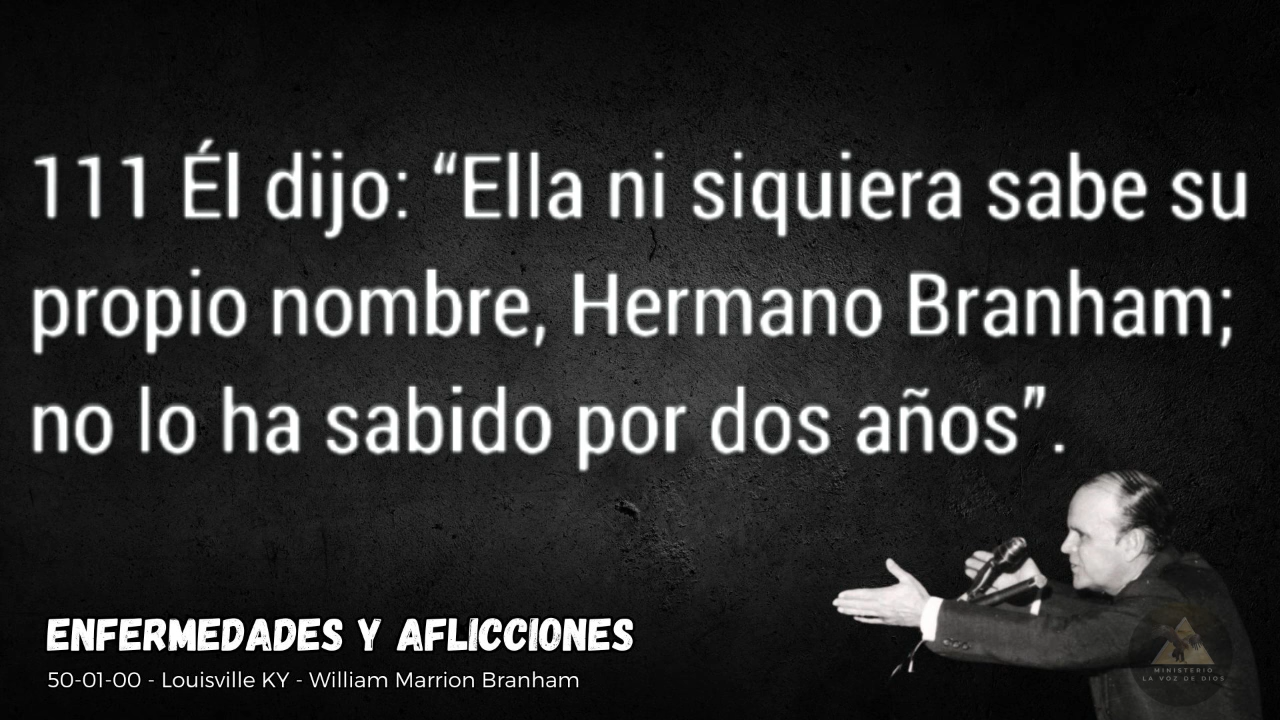 111 Él dijo: “Ella ni siquiera sabe su
propio nombre, Hermano Branham;
no lo ha sabido por dos años”.
ENFERMEDADES Y AFLICCIONES
50-01-00 - Louisville KY - William Marrion Branham
MINISTERIO
LA VOZ DE DIOS